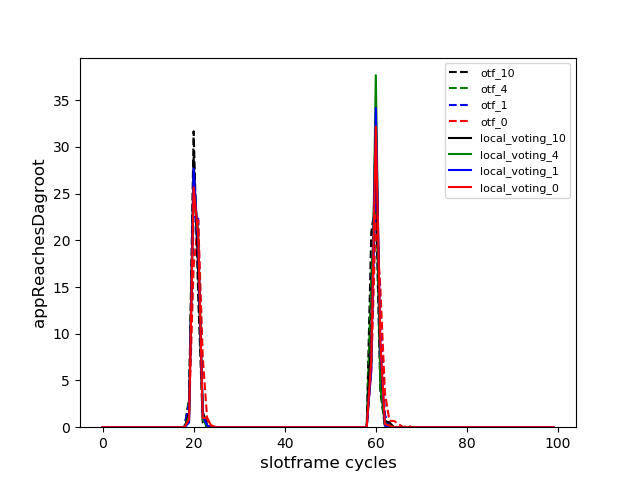 otf_10
otf_4
otf_1
otf_0
local_voting_10
local_voting_4
local_voting_1
local_voting_0
35
30
25
20
15
10
5
0
appReachesDagroot
0 20 40 60 80 100
slotframe cycles